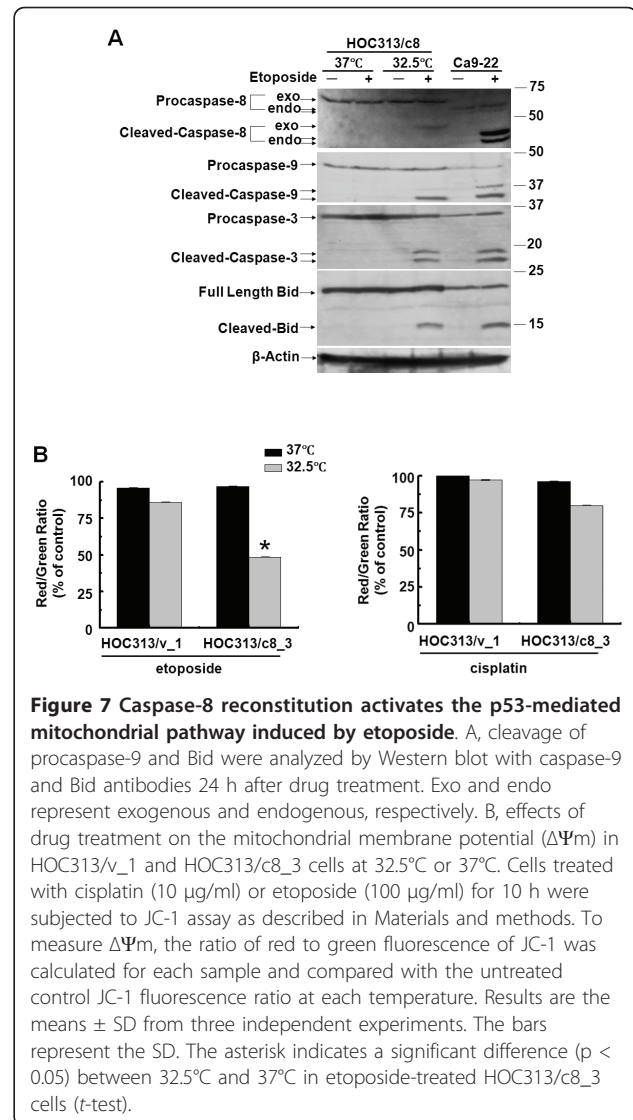 A
HOC313/c8
37℃ 32.5℃ Ca9-22
Etoposide — + — + — +
Procaspase-8 exo endo
Cleaved-Caspase-8 exo endo
75
50
Procaspase-9
Cleaved-Caspase-9
50
37
Procaspase-3
Cleaved-Caspase-3
37
20
Full Length Bid
Cleaved-Bid
25
15
β-Actin
B
37℃
32.5℃
Red/Green Ratio
(% of control)
100
75
50
25
0
*
HOC313/v_1 HOC313/c8_3
etoposide
Red/Green Ratio
(% of control)
100
75
50
25
0
HOC313/v_1 HOC313/c8_3
cisplatin
Figure 7 Caspase-8 reconstitution activates the p53-mediated
mitochondrial pathway induced by etoposide. A, cleavage of
procaspase-9 and Bid were analyzed by Western blot with caspase-9
and Bid antibodies 24 h after drug treatment. Exo and endo
represent exogenous and endogenous, respectively. B, effects of
drug treatment on the mitochondrial membrane potential (ΔΨm) in
HOC313/v_1 and HOC313/c8_3 cells at 32.5°C or 37°C. Cells treated
with cisplatin (10 μg/ml) or etoposide (100 μg/ml) for 10 h were
subjected to JC-1 assay as described in Materials and methods. To
measure ΔΨm, the ratio of red to green fluorescence of JC-1 was
calculated for each sample and compared with the untreated
control JC-1 fluorescence ratio at each temperature. Results are the
means ± SD from three independent experiments. The bars
represent the SD. The asterisk indicates a significant difference (p <
0.05) between 32.5°C and 37°C in etoposide-treated HOC313/c8_3
cells (t-test).